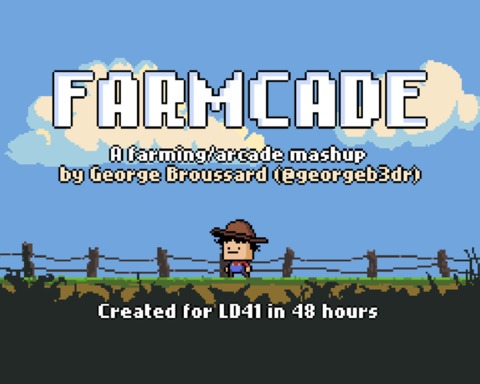 FARMCADE
A farming/arcade mashup
by George Broussard (@georgeb3dr)
Created for LD41 in 48 hours